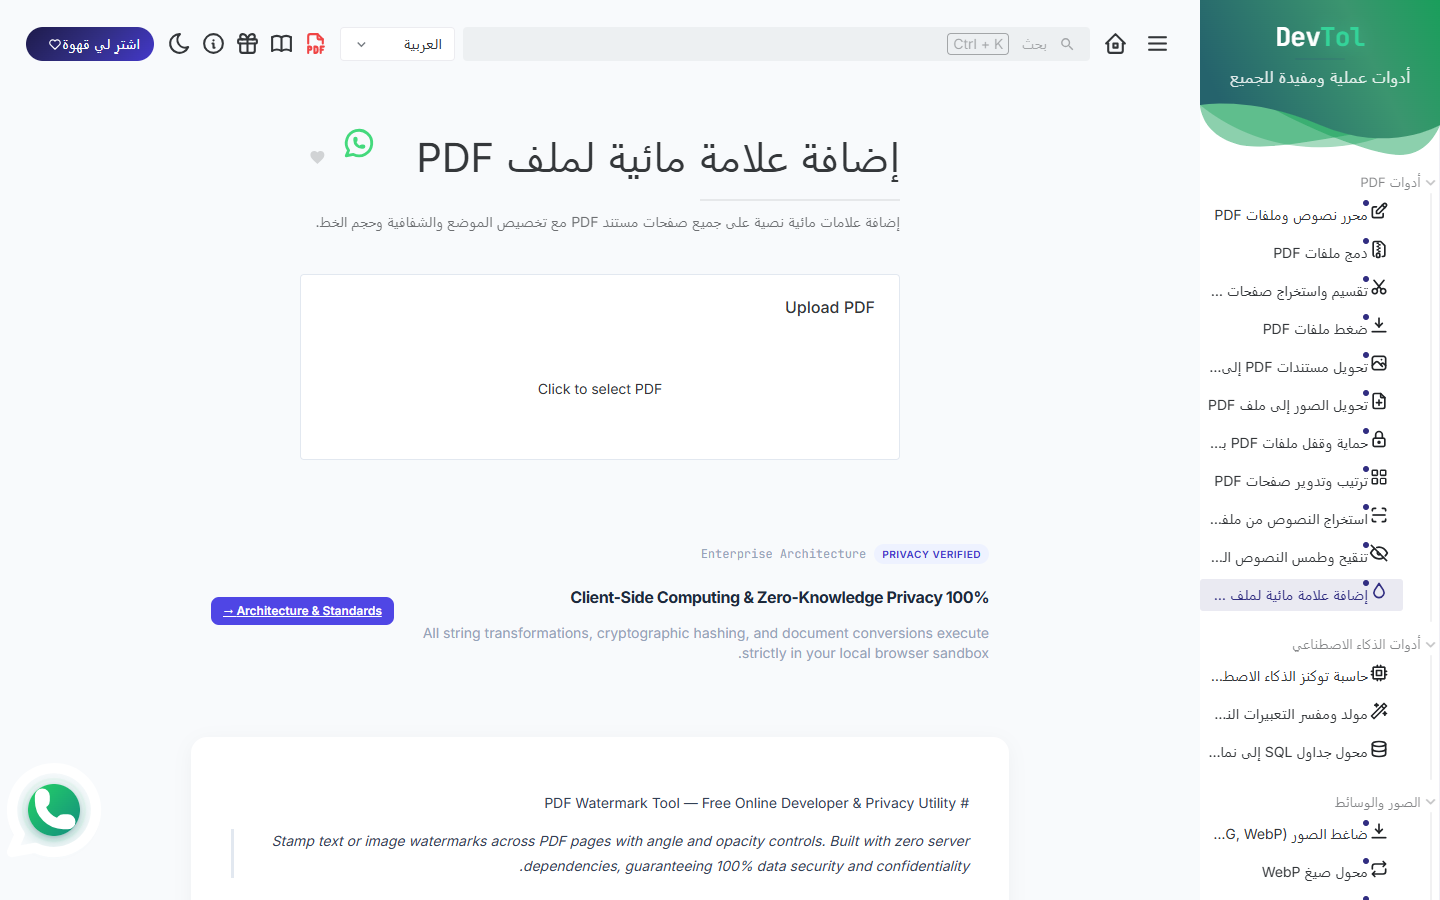 DevTol
أدوات عملية ومفيدة للجميع
بحث Ctrl + K
العربية
PDF
اشتر لي قهوة
أدوات PDF
محرر نصوص وملفات PDF
دمج ملفات PDF
تقسيم واستخراج صفحات ...
ضغط ملفات PDF
تحويل مستندات PDF إلى...
تحويل الصور إلى ملف PDF
حماية وقفل ملفات PDF بـ...
ترتيب وتدوير صفحات PDF
استخراج النصوص من ملف...
تنقيح وطمس النصوص الـ...
إضافة علامة مائية لملف ...
أدوات الذكاء الاصطناعي
حاسبة توكنز الذكاء الاصطـ...
مولد ومفسر التعبيرات النـ...
محول جداول SQL إلى نما...
الصور والوسائط
ضاغط الصور (G, WebP...
محول صيغ WebP
إضافة علامة مائية لملف PDF
إضافة علامات مائية نصية على جميع صفحات مستند PDF مع تخصيص الموضع والشفافية وحجم الخط.
Upload PDF
Click to select PDF
PRIVACY VERIFIED
Enterprise Architecture
Client-Side Computing & Zero-Knowledge Privacy 100%
All string transformations, cryptographic hashing, and document conversions execute
.strictly in your local browser sandbox
→ Architecture & Standards
PDF Watermark Tool — Free Online Developer & Privacy Utility #
Stamp text or image watermarks across PDF pages with angle and opacity controls. Built with zero server
.dependencies, guaranteeing 100% data security and confidentiality